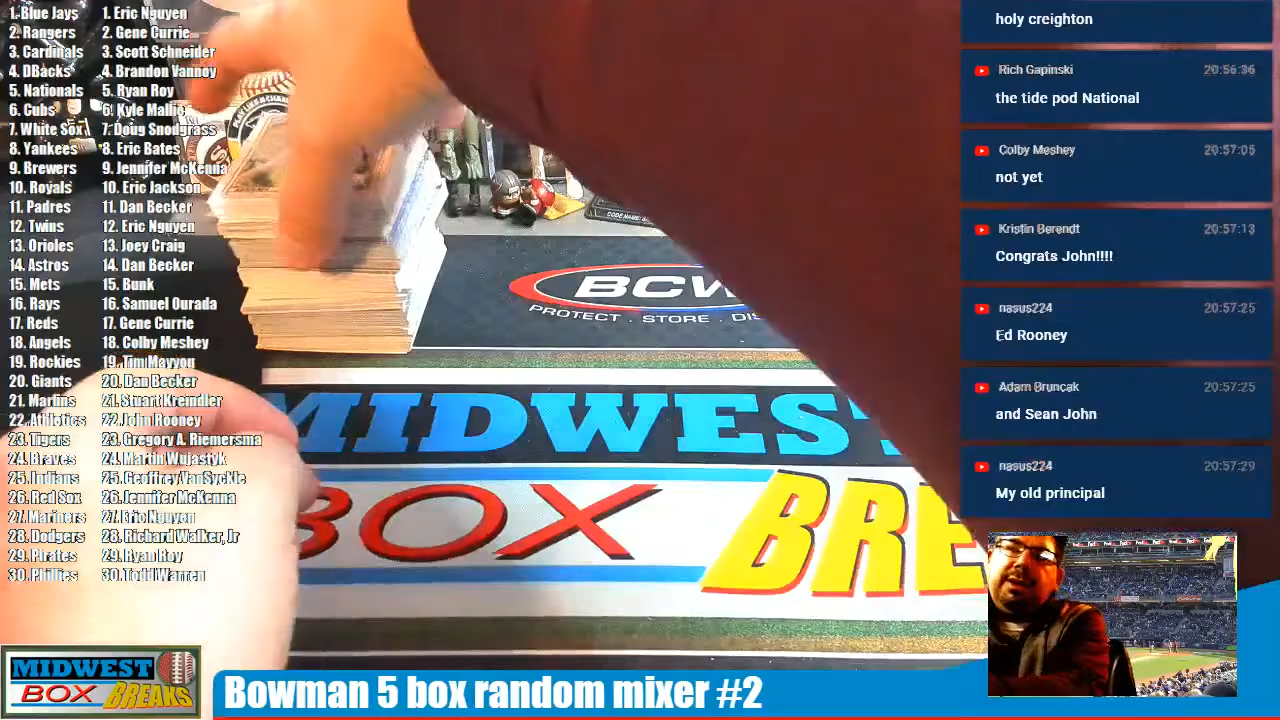 1. Blue Jays 1. Eric Nguyen
2. Rangers 2. Gene Currie
3. Cardinals 3. Scott Schneider
4. DBacks 4. Brandon Vannoy
5. Nationals 5. Ryan Roy
6. Cubs 6. Kyle Mallie
7. White Sox 7. Doug Snodgrass
8. Yankees 8. Eric Bates
9. Brewers 9. Jennifer McKenna
10. Royals 10. Eric Jackson
11. Padres 11. Dan Becker
12. Twins 12. Eric Nguyen
13. Orioles 13. Joey Craig
14. Astros 14. Dan Becker
15. Mets 15. Bunk
16. Rays 16. Samuel Ourada
17. Reds 17. Gene Currie
18. Angels 18. Colby Meshey
19. Rockies 19. Tim Mayyou
20. Giants 20. Dan Becker
21. Marlins 21. Stuart Krendler
22. Athletics 22. John Rooney
23. Tigers 23. Gregory A. Riemersma
24. Braves 24. Martin Wujastyk
25. Indians 25. Geoffrey VanSyckle
26. Red Sox 26. Jennifer McKenna
27. Mariners 27. Eric Nguyen
28. Dodgers 28. Richard Walker, Jr
29. Pirates 29. Ryan Roy
30. Phillies 30. Todd Warren
PLAY LIKE A
CODE NAME:
BCW
PROTECT . STORE . DIS
MIDWEST
BOX BRE
holy creighton
Rich Gapinski 20:56:36
the tide pod National
Colby Meshey 20:57:05
not yet
Kristin Berendt 20:57:13
Congrats John!!!!
nasus224 20:57:25
Ed Rooney
Adam Bruncak 20:57:25
and Sean John
nasus224 20:57:29
My old principal
MIDWEST
BOX BREAKS
Bowman 5 box random mixer #2